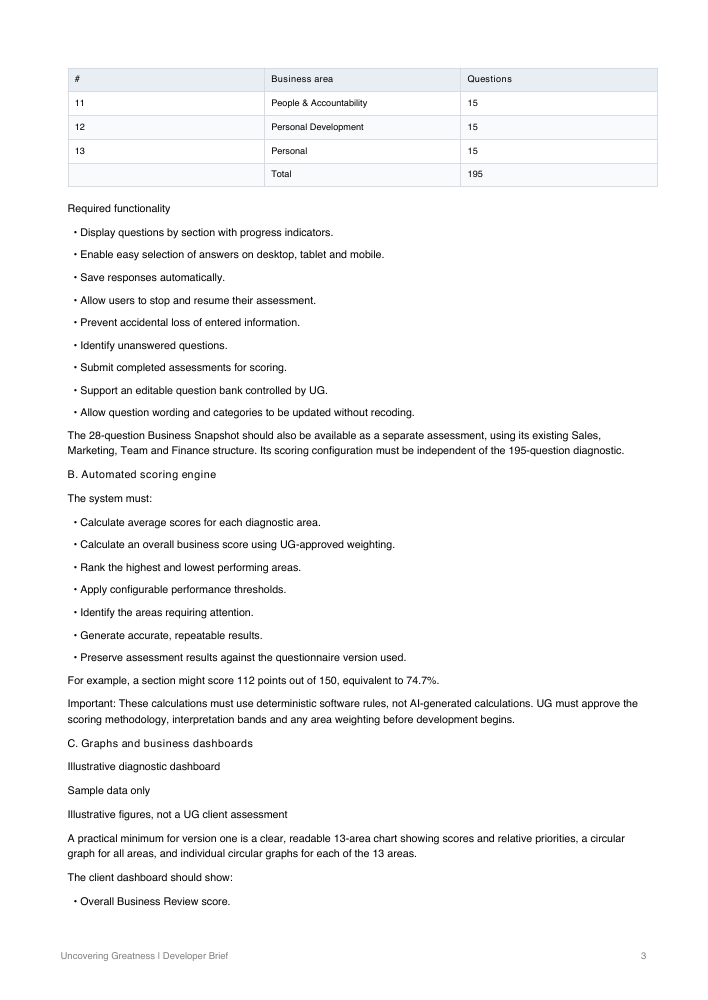 # Business area Questions
11 People & Accountability 15
12 Personal Development 15
13 Personal 15
Total 195
Required functionality
• Display questions by section with progress indicators.
• Enable easy selection of answers on desktop, tablet and mobile.
• Save responses automatically.
• Allow users to stop and resume their assessment.
• Prevent accidental loss of entered information.
• Identify unanswered questions.
• Submit completed assessments for scoring.
• Support an editable question bank controlled by UG.
• Allow question wording and categories to be updated without recoding.
The 28-question Business Snapshot should also be available as a separate assessment, using its existing Sales,
Marketing, Team and Finance structure. Its scoring configuration must be independent of the 195-question diagnostic.
B. Automated scoring engine
The system must:
• Calculate average scores for each diagnostic area.
• Calculate an overall business score using UG-approved weighting.
• Rank the highest and lowest performing areas.
• Apply configurable performance thresholds.
• Identify the areas requiring attention.
• Generate accurate, repeatable results.
• Preserve assessment results against the questionnaire version used.
For example, a section might score 112 points out of 150, equivalent to 74.7%.
Important: These calculations must use deterministic software rules, not AI-generated calculations. UG must approve the
scoring methodology, interpretation bands and any area weighting before development begins.
C. Graphs and business dashboards
Illustrative diagnostic dashboard
Sample data only
Illustrative figures, not a UG client assessment
A practical minimum for version one is a clear, readable 13-area chart showing scores and relative priorities, a circular
graph for all areas, and individual circular graphs for each of the 13 areas.
The client dashboard should show:
• Overall Business Review score.
Uncovering Greatness | Developer Brief 3